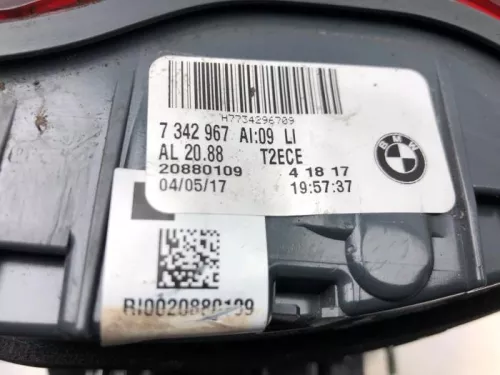 H7734296709
7 342 967 AI:09 LI
AL 20.88 T2ECE
20880109 4 18 17
04/05/17 19:57:37
BMW
RI0020880109